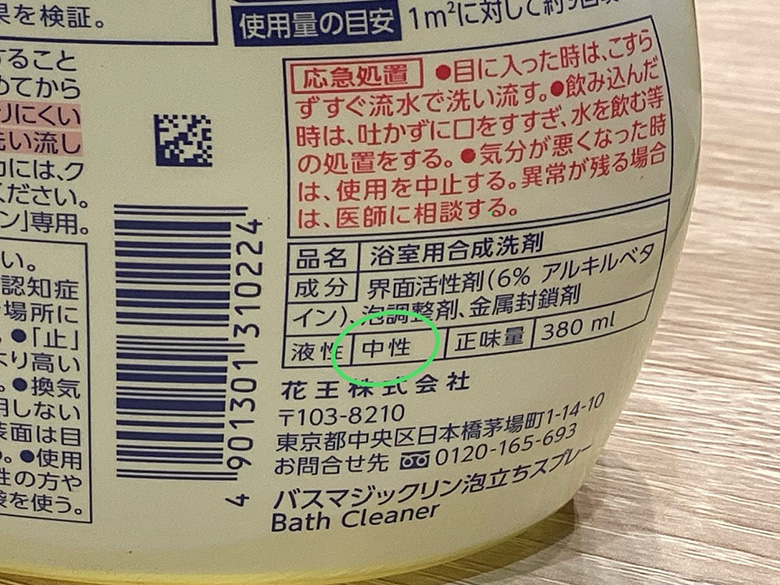 果を検証。
使用量の目安 1m²に対して約9回
ること
めてから
りにくい
洗い流し
力には、ク
ください。
ン」専用。
い。
認知症
場所に
●「止」
より高い
●換気
用しない
表面は目
●使用
性の方や
袋を使う。
応急処置 ●目に入った時は、こすら
ずすぐ流水で洗い流す。●飲み込んだ
時は、吐かずに口をすすぎ、水を飲む等
の処置をする。●気分が悪くなった時
は、使用を中止する。異常が残る場合
は、医師に相談する。
品名 浴室用合成洗剤
成分 界面活性剤(6% アルキルベタ
イン)、泡調整剤、金属封鎖剤
液性 中性 正味量 380 ml
花王株式会社
〒103-8210
東京都中央区日本橋茅場町1-14-10
お問合せ先 0120-165-693
バスマジックリン泡立ちスプレー
Bath Cleaner
4 901301 310224